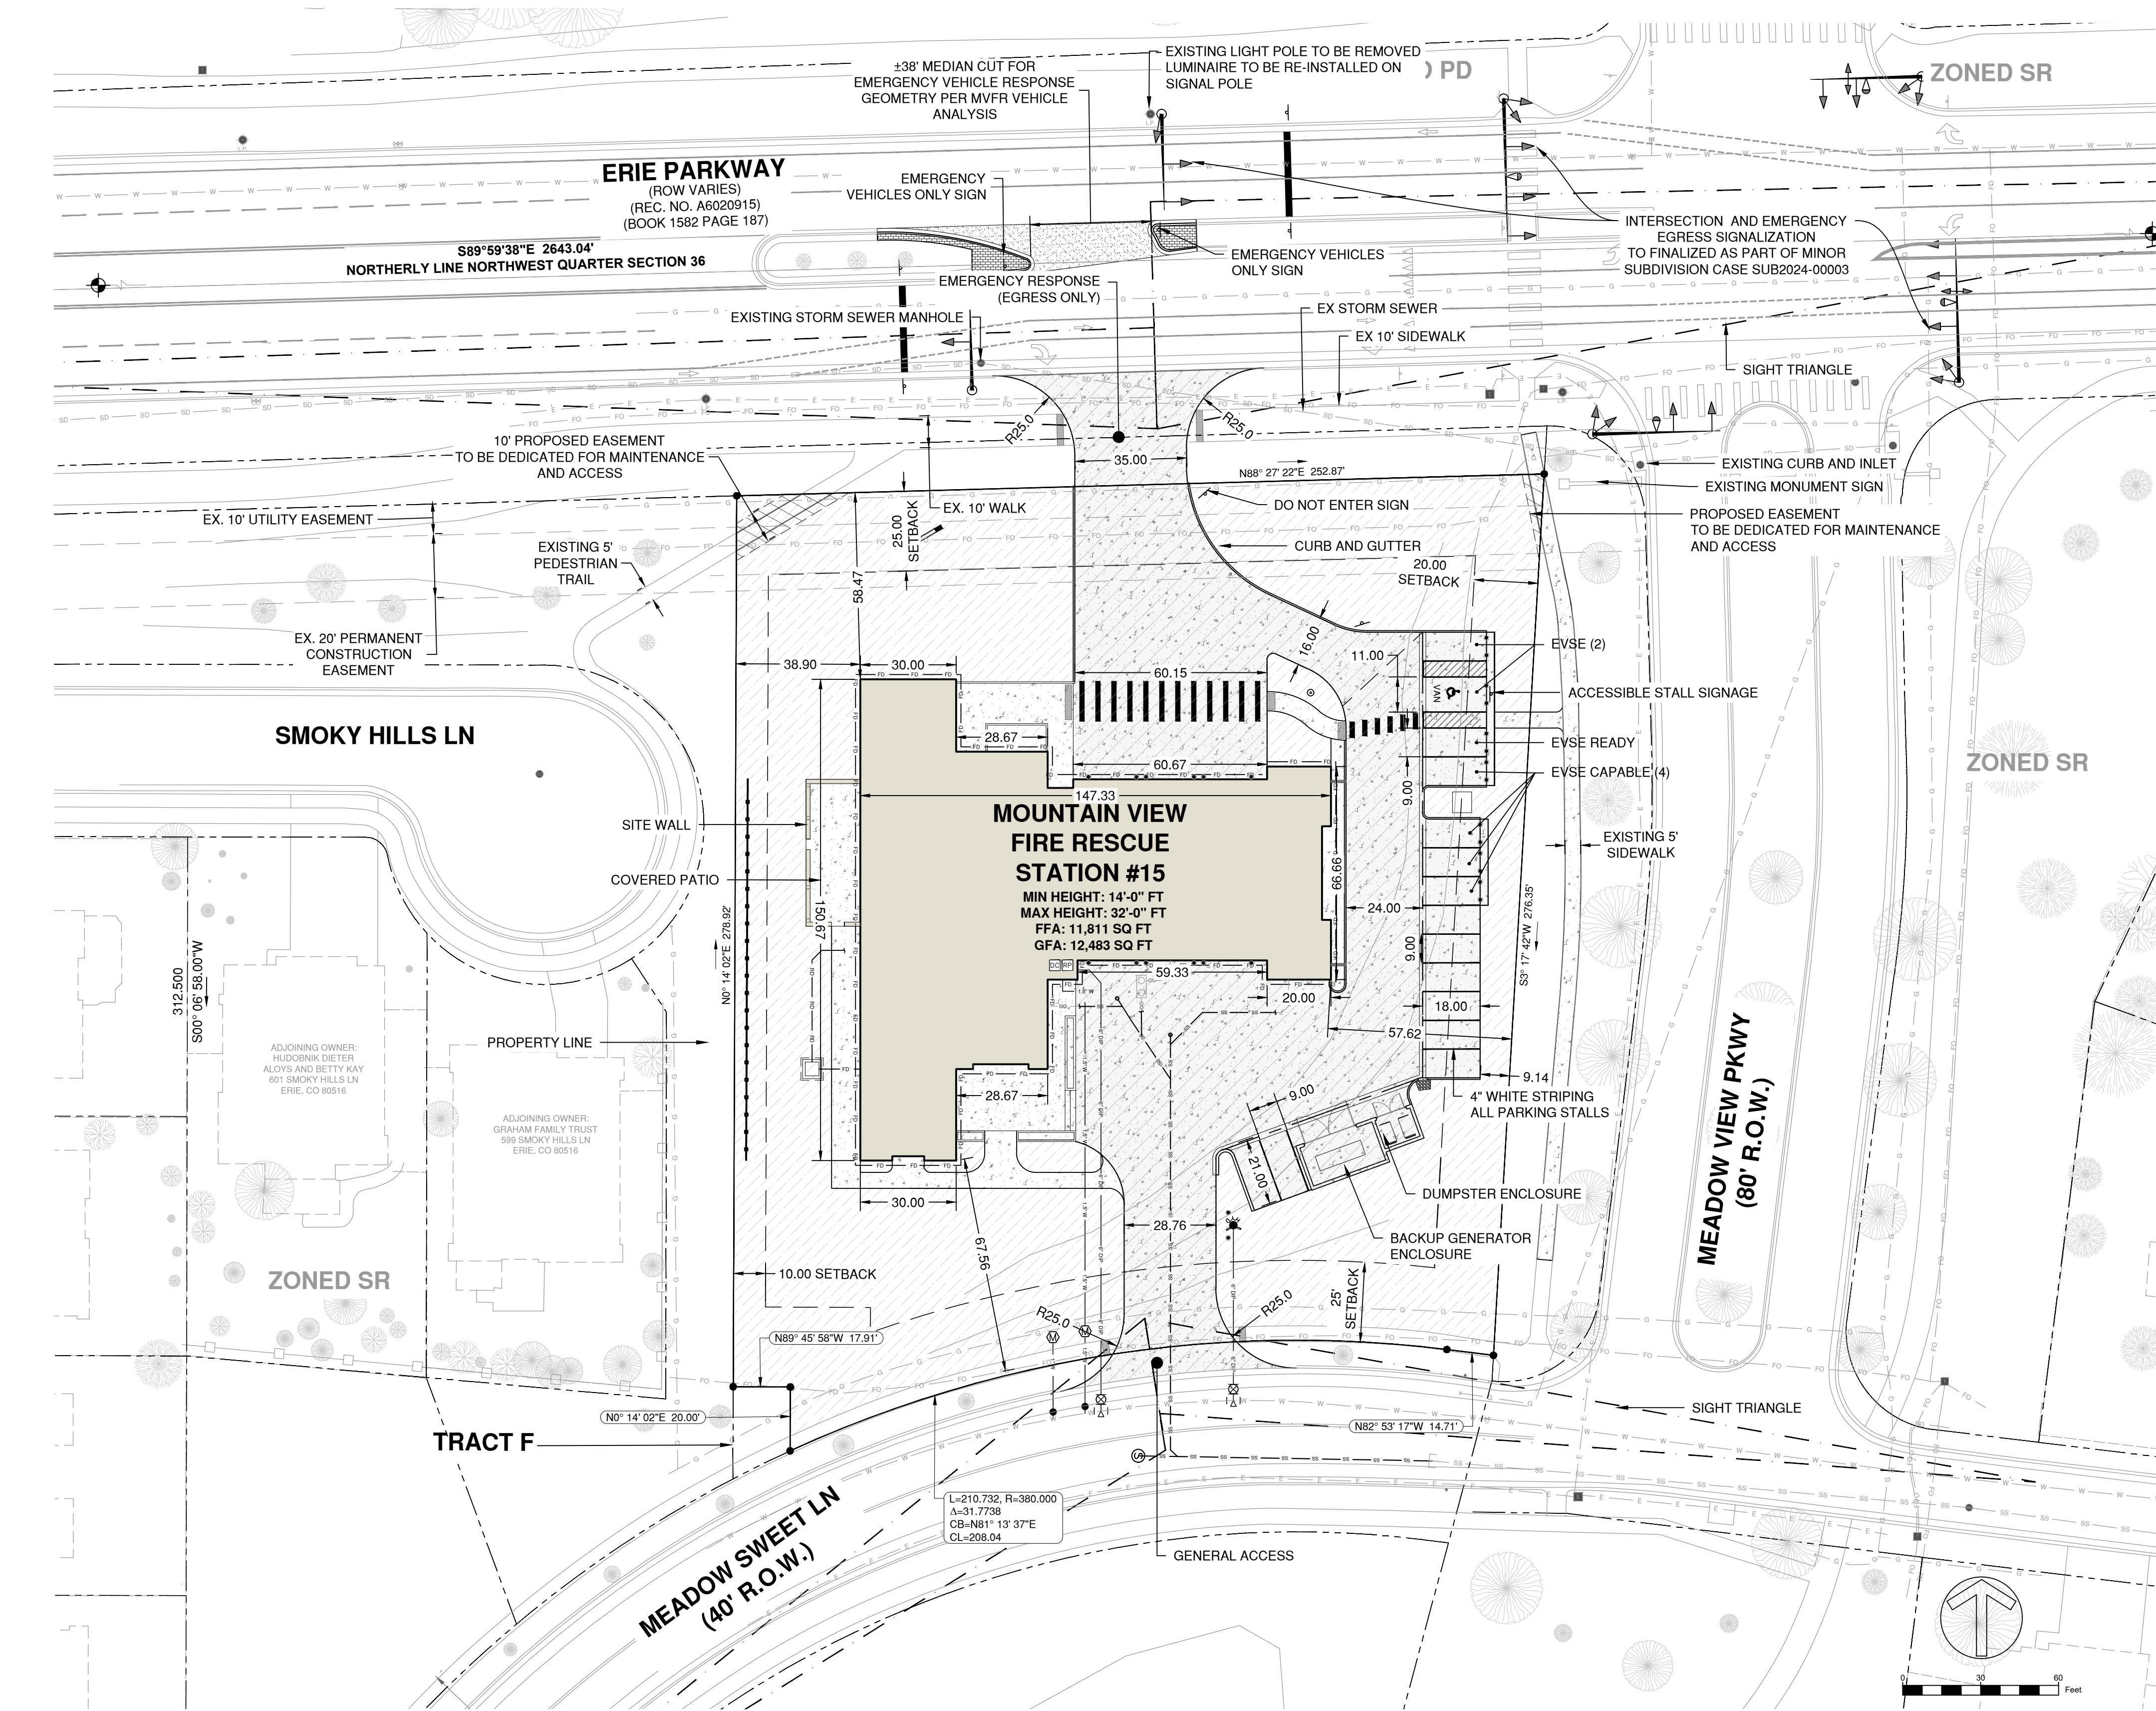 ±38' MEDIAN CUT FOR
EMERGENCY VEHICLE RESPONSE
GEOMETRY PER MVFR VEHICLE
ANALYSIS
EXISTING LIGHT POLE TO BE REMOVED
LUMINAIRE TO BE RE-INSTALLED ON
SIGNAL POLE
PD
ZONED SR
ERIE PARKWAY
(ROW VARIES)
(REC. NO. A6020915)
(BOOK 1582 PAGE 187)
EMERGENCY
VEHICLES ONLY SIGN
S89°59'38"E 2643.04'
NORTHERLY LINE NORTHWEST QUARTER SECTION 36
EMERGENCY VEHICLES
ONLY SIGN
INTERSECTION AND EMERGENCY
EGRESS SIGNALIZATION
TO FINALIZED AS PART OF MINOR
SUBDIVISION CASE SUB2024-00003
EMERGENCY RESPONSE
(EGRESS ONLY)
EXISTING STORM SEWER MANHOLE
EX STORM SEWER
EX 10' SIDEWALK
SIGHT TRIANGLE
R25.0
R25.0
35.00
N88° 27' 22"E 252.87'
10' PROPOSED EASEMENT
TO BE DEDICATED FOR MAINTENANCE
AND ACCESS
EXISTING CURB AND INLET
EXISTING MONUMENT SIGN
PROPOSED EASEMENT
TO BE DEDICATED FOR MAINTENANCE
AND ACCESS
EX. 10' UTILITY EASEMENT
EX. 10' WALK
DO NOT ENTER SIGN
25.00
SETBACK
CURB AND GUTTER
EXISTING 5'
PEDESTRIAN
TRAIL
20.00
SETBACK
58.47
EX. 20' PERMANENT
CONSTRUCTION
EASEMENT
16.00
11.00
EVSE (2)
38.90
30.00
60.15
VAN
ACCESSIBLE STALL SIGNAGE
SMOKY HILLS LN
28.67
EVSE READY
60.67
EVSE CAPABLE (4)
ZONED SR
147.33
9.00
MOUNTAIN VIEW
FIRE RESCUE
STATION #15
MIN HEIGHT: 14'-0" FT
MAX HEIGHT: 32'-0" FT
FFA: 11,811 SQ FT
GFA: 12,483 SQ FT
SITE WALL
COVERED PATIO
150.67
66.66
24.00
EXISTING 5'
SIDEWALK
N0° 14' 02"E 278.92'
S3° 17' 42"W 276.35'
9.00
DC
RP
59.33
20.00
18.00
57.62
312.500
S00° 06' 58.00"W
PROPERTY LINE
ADJOINING OWNER:
HUDOBNIK DIETER
ALOYS AND BETTY KAY
601 SMOKY HILLS LN
ERIE, CO 80516
ADJOINING OWNER:
GRAHAM FAMILY TRUST
599 SMOKY HILLS LN
ERIE, CO 80516
28.67
9.00
9.14
4" WHITE STRIPING
ALL PARKING STALLS
21.00
MEADOW VIEW PKWY
(80' R.O.W.)
30.00
28.76
DUMPSTER ENCLOSURE
BACKUP GENERATOR
ENCLOSURE
67.56
ZONED SR
10.00 SETBACK
25'
SETBACK
R25.0
R25.0
N89° 45' 58"W 17.91'
N0° 14' 02"E 20.00'
N82° 53' 17"W 14.71'
SIGHT TRIANGLE
TRACT F
MEADOW SWEET LN
(40' R.O.W.)
L=210.732, R=380.000
Δ=31.7738
CB=N81° 13' 37"E
CL=208.04
GENERAL ACCESS
0 30 60
Feet